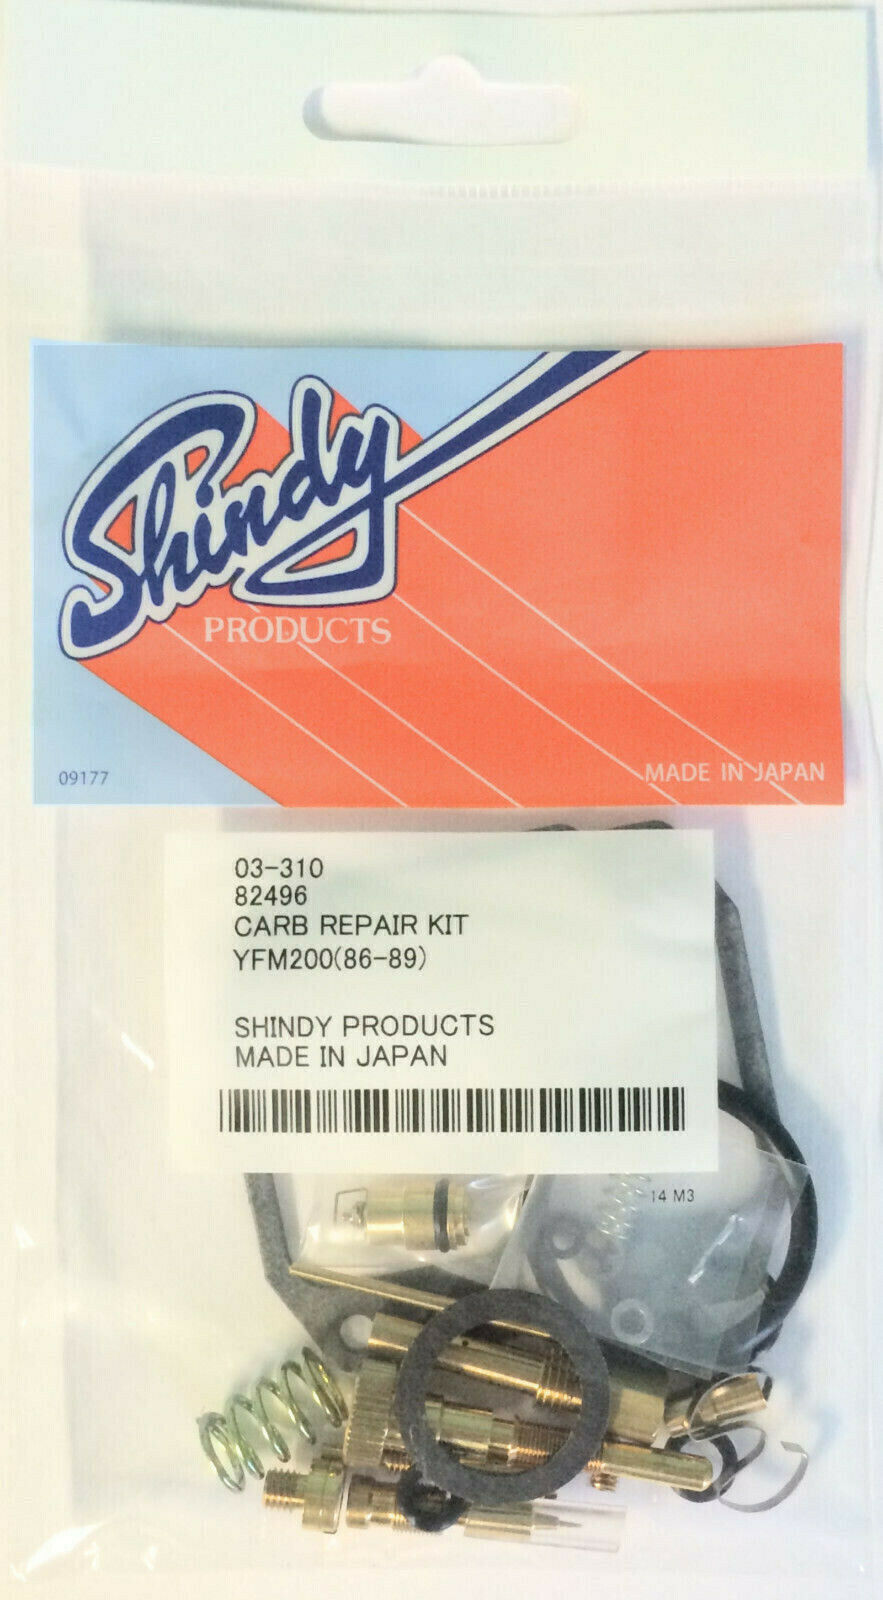 Shindy
PRODUCTS
09177
MADE IN JAPAN
03-310
82496
CARB REPAIR KIT
YFM200(86-89)
SHINDY PRODUCTS
MADE IN JAPAN
14 M3